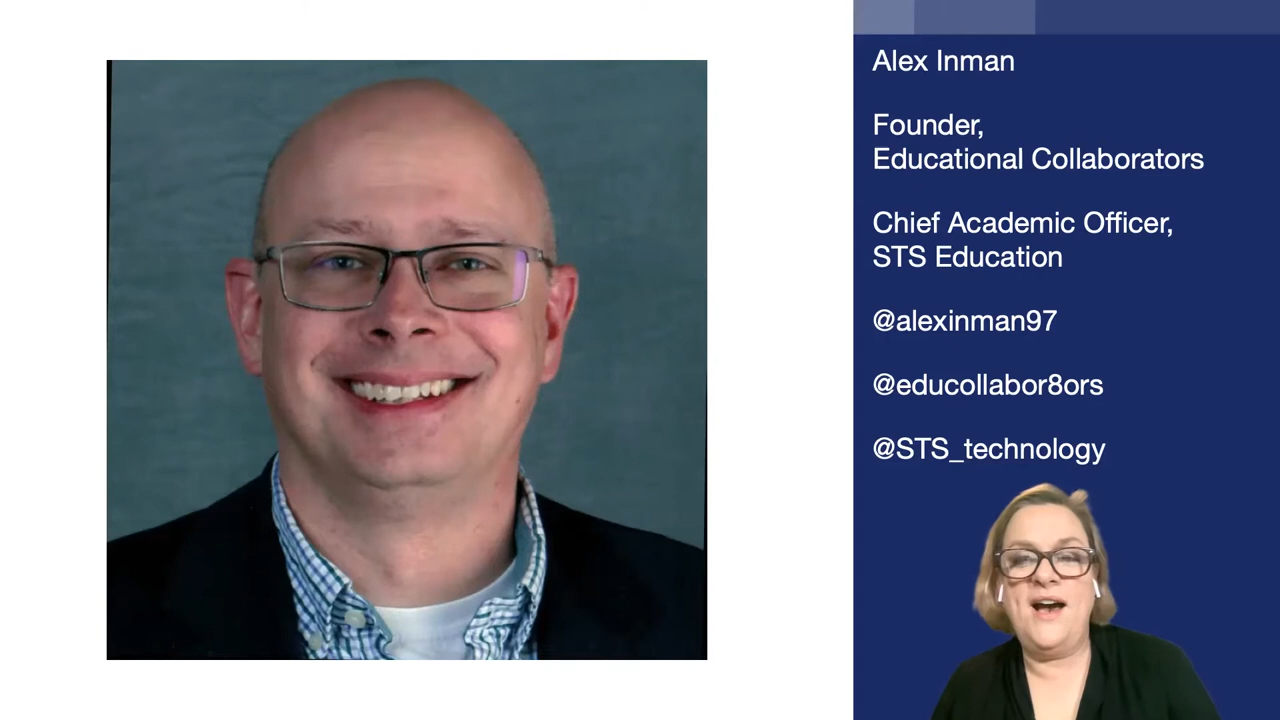 Alex Inman
Founder,
Educational Collaborators
Chief Academic Officer,
STS Education
@alexinman97
@educollabor8ors
@STS_technology